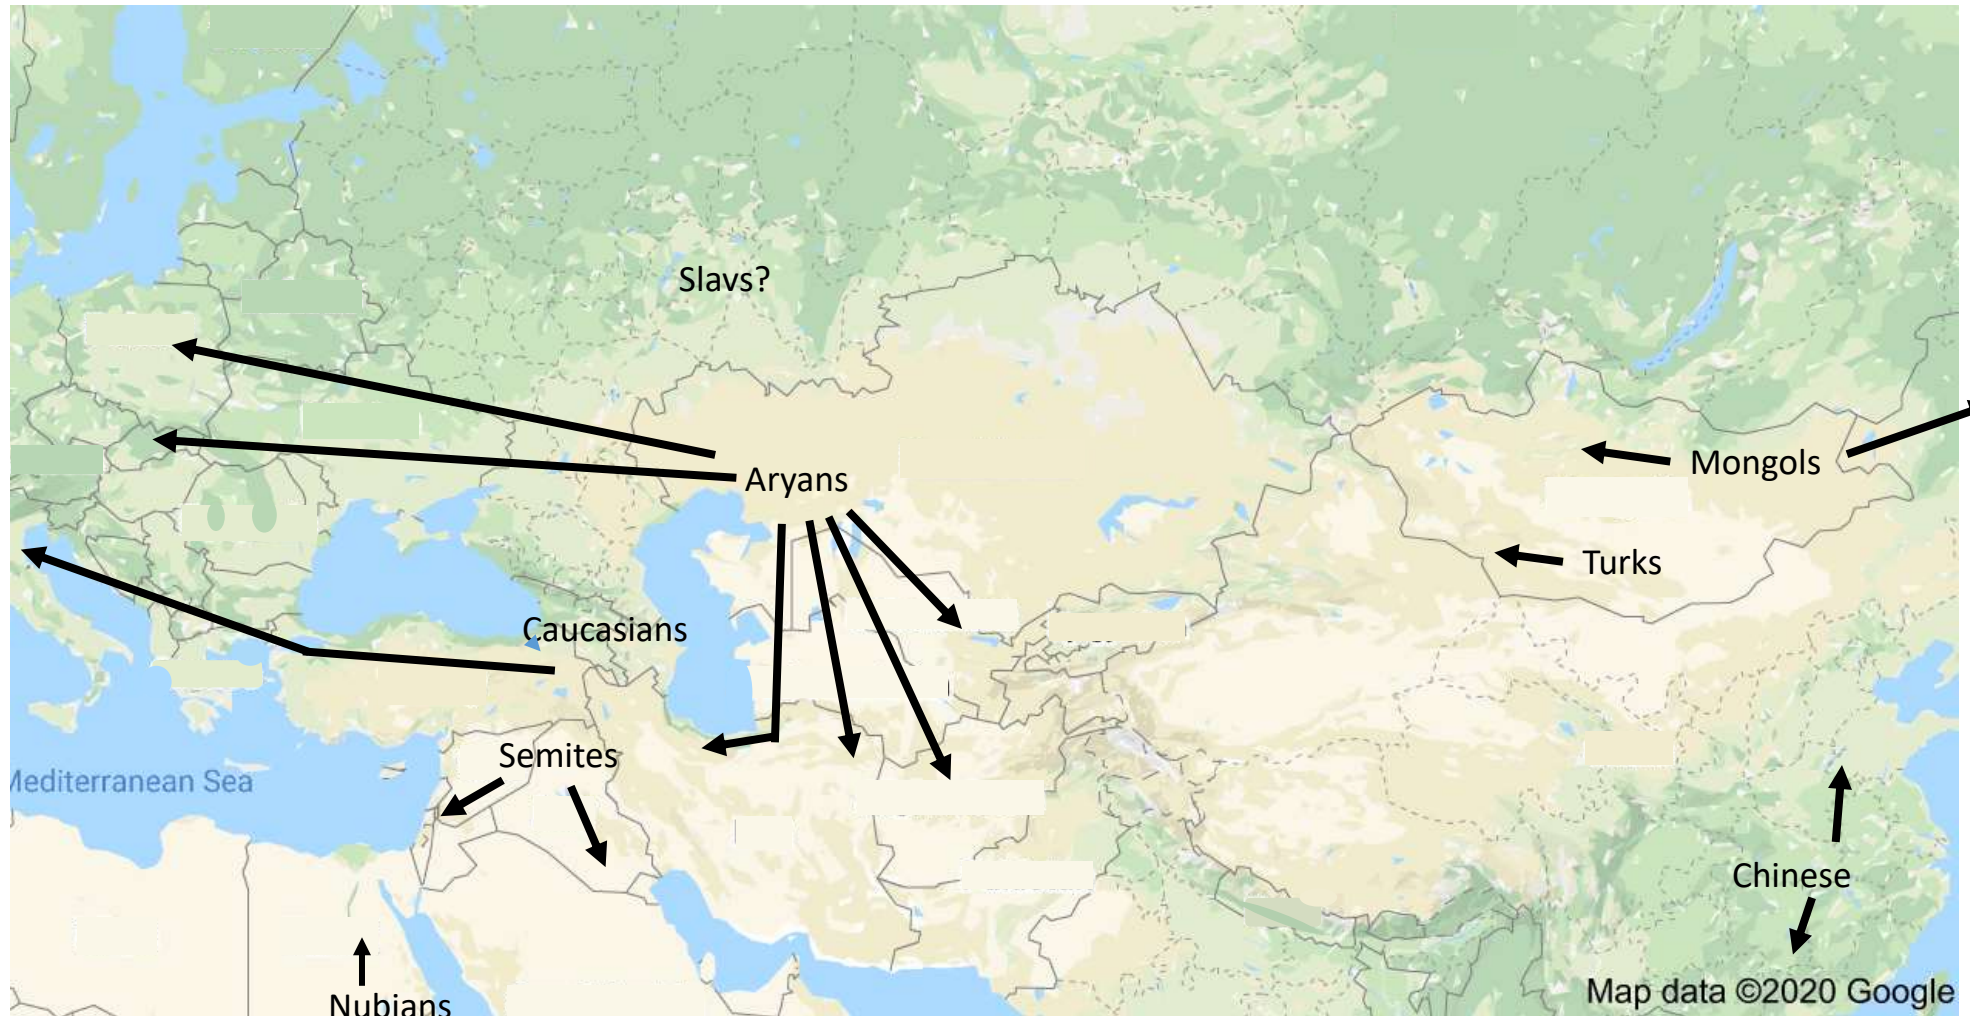 Slavs?
Aryans
Mongols
Turks
Caucasians
Semites
Mediterranean Sea
Chinese
Map data ©2020 Google
Nubians